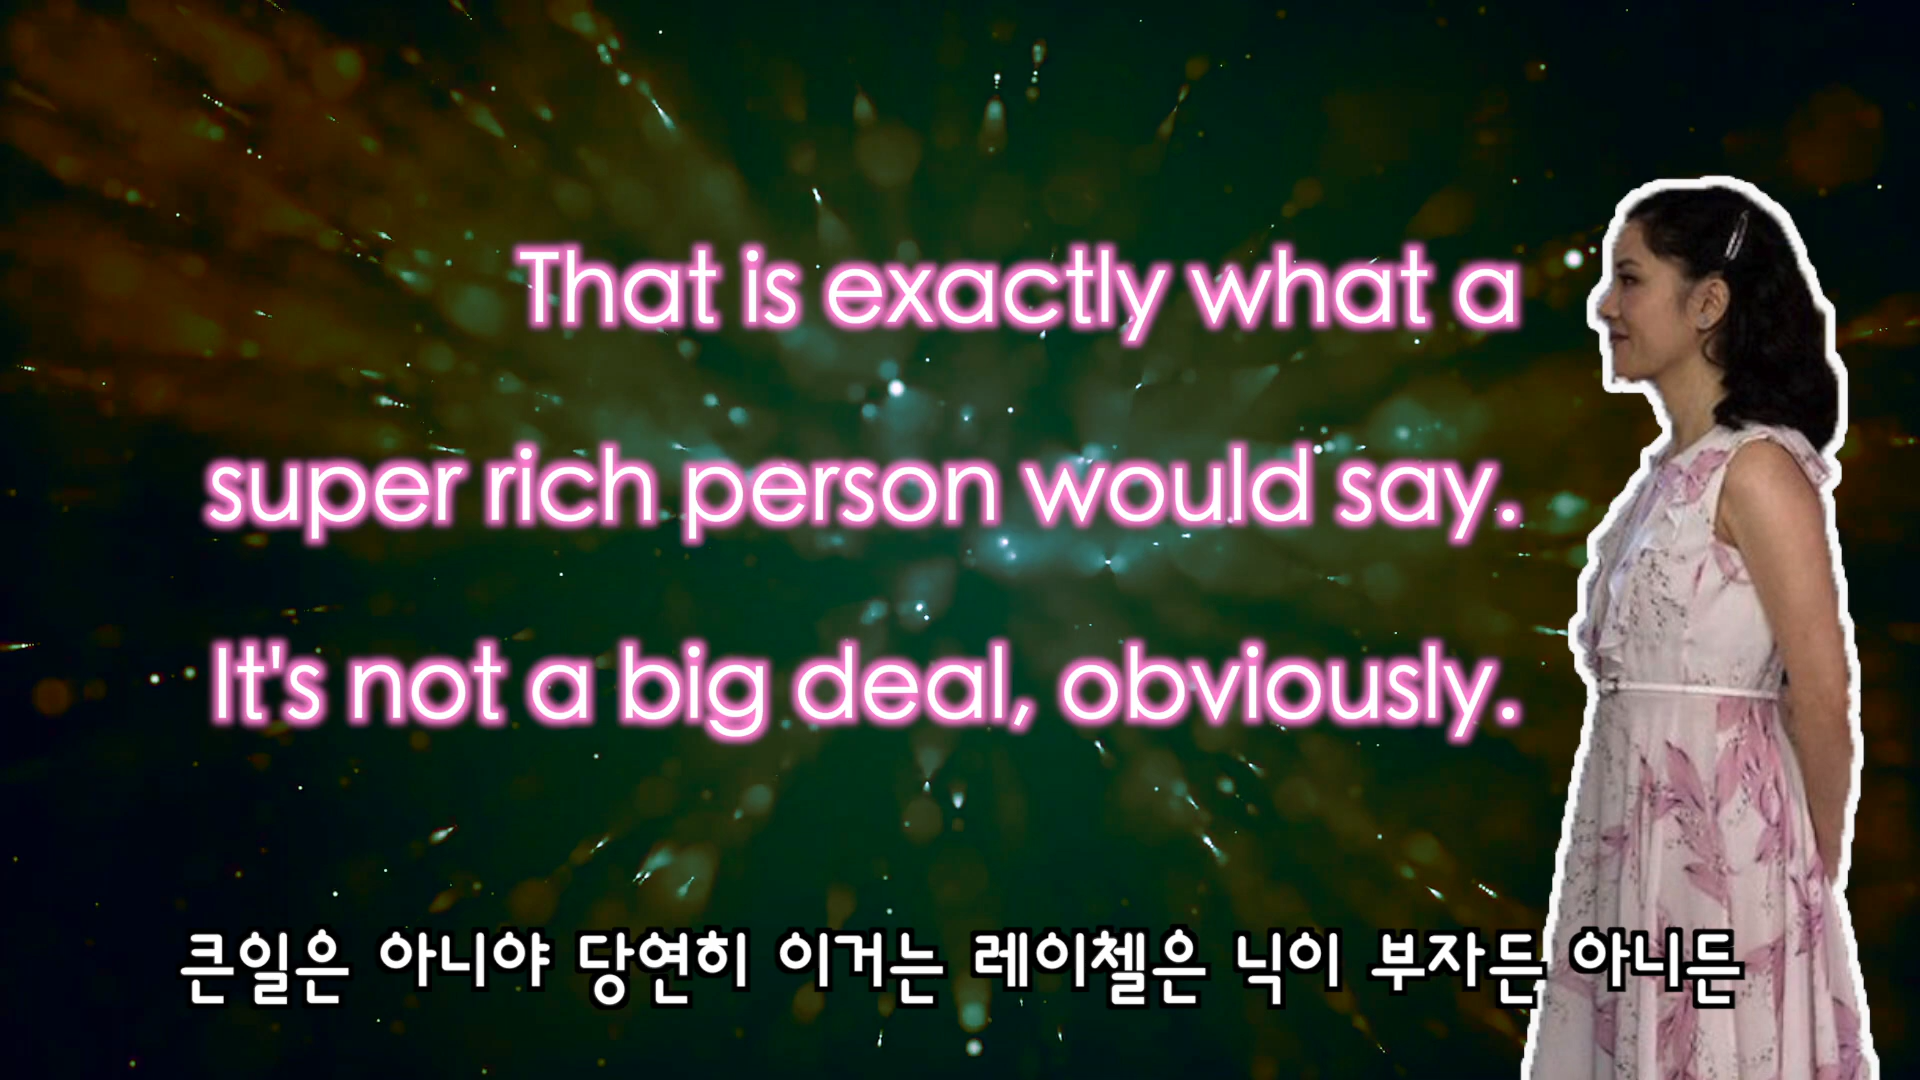 That is exactly what a
super rich person would say.
It's not a big deal, obviously.
큰일은 아니야 당연히 이거는 레이첼은 닉이 부자든 아니든